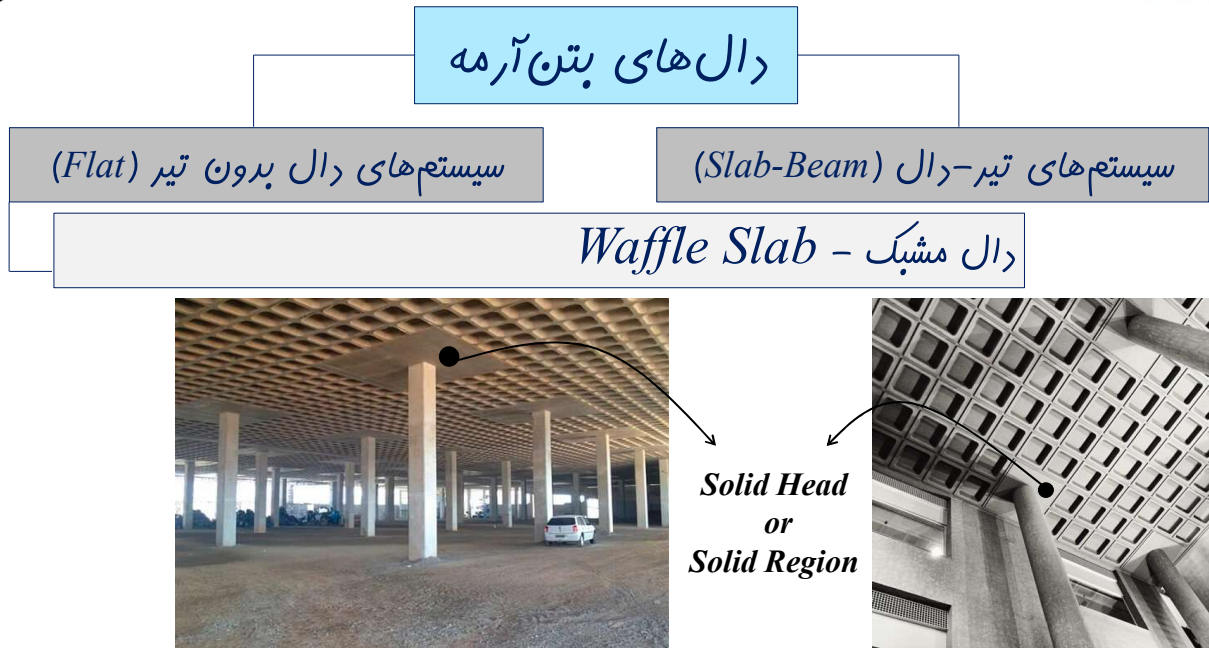 دال‌های بتن‌آرمه
سیستم‌های تیر-دال (Slab-Beam)
سیستم‌های دال بدون تیر (Flat)
دال مشبک - Waffle Slab
Solid Head
or
Solid Region